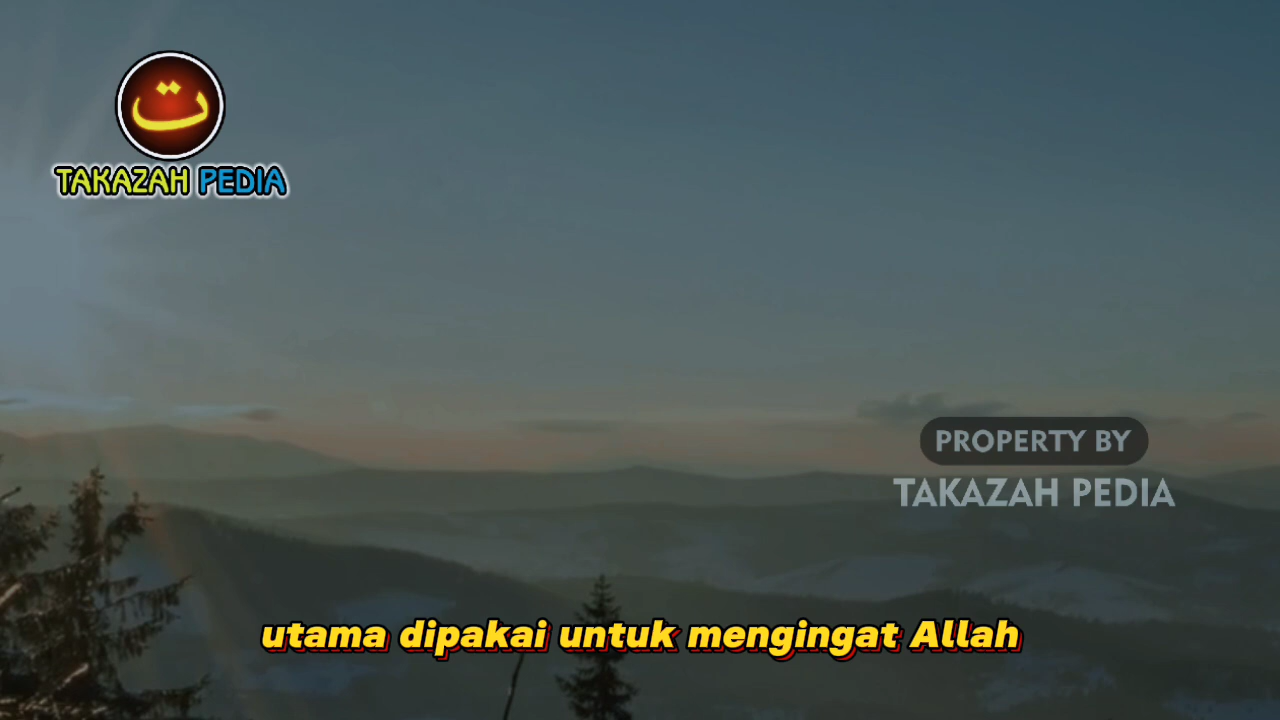 ت
TAKAZAH PEDIA
PROPERTY BY
TAKAZAH PEDIA
utama dipakai untuk mengingat Allah